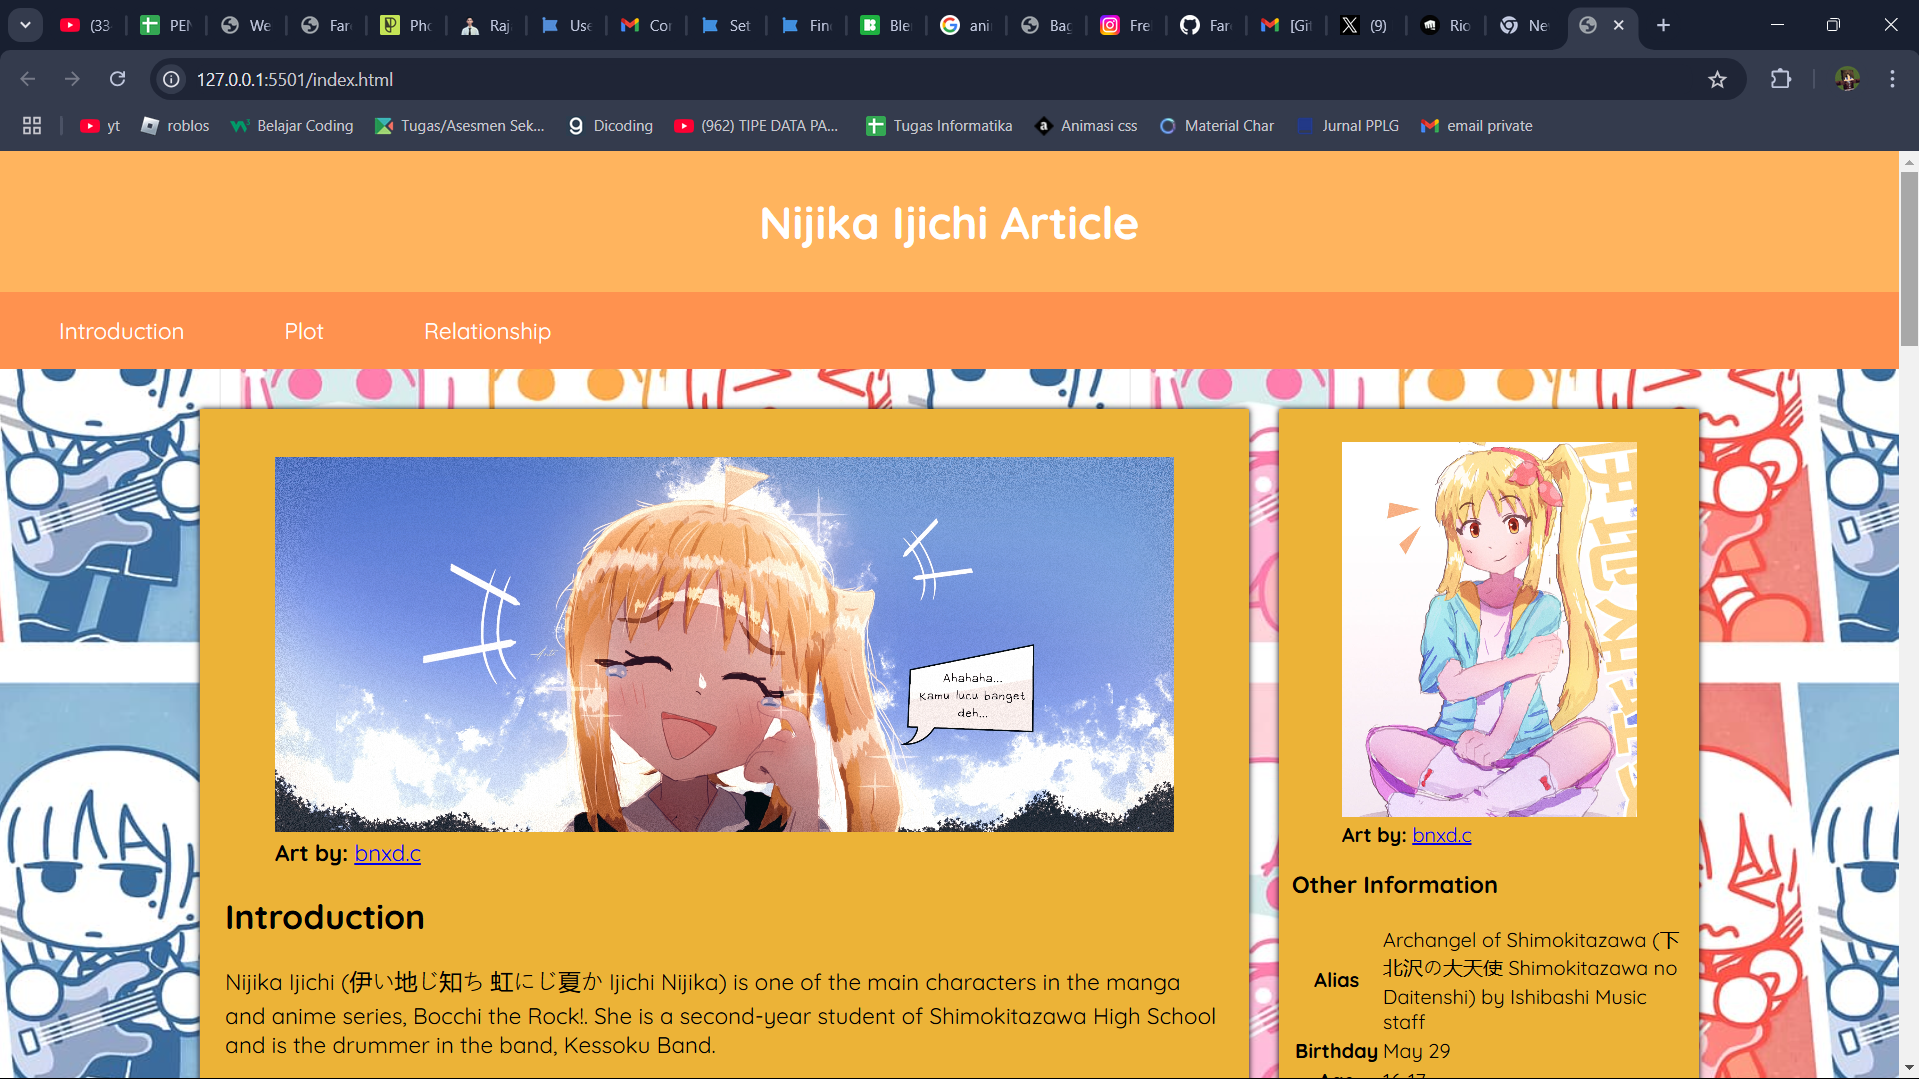 (33
PEN
We
Far
Pho
Raj
Use
Cor
Set
Fin
Ble
ani
Bag
Fre
Far
[Git
(9)
Rio
Ne
127.0.0.1:5501/index.html
yt
roblos
Belajar Coding
Tugas/Asesmen Sek...
Dicoding
(962) TIPE DATA PA...
Tugas Informatika
Animasi css
Material Char
Jurnal PPLG
email private
Nijika Ijichi Article
Introduction
Plot
Relationship
Ahahaha...
Kamu lucu banget
deh...
Art by: bnxd.c
Introduction
Nijika Ijichi (伊い地じ知ち 虹にじ夏か Ijichi Nijika) is one of the main characters in the manga
and anime series, Bocchi the Rock!. She is a second-year student of Shimokitazawa High School
and is the drummer in the band, Kessoku Band.
Art by: bnxd.c
Other Information
Alias
Archangel of Shimokitazawa (下
北沢の大天使 Shimokitazawa no
Daitenshi) by Ishibashi Music
staff
Birthday May 29